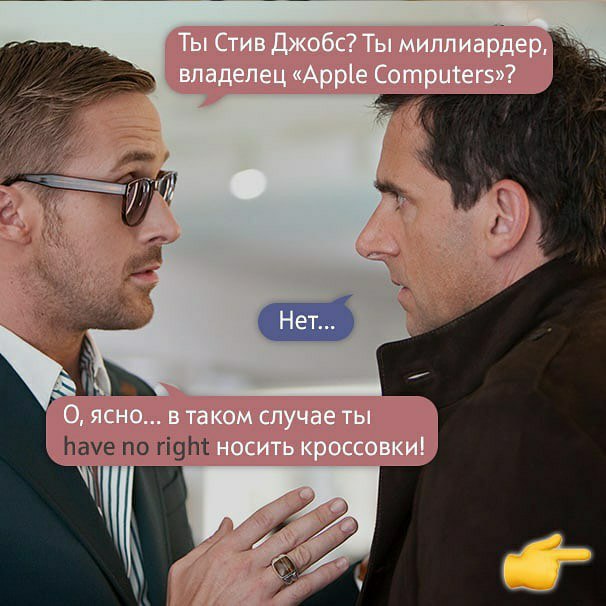 Ты Стив Джобс? Ты миллиардер,
владелец «Apple Computers»?
Нет...
О, ясно... в таком случае ты
have no right носить кроссовки!